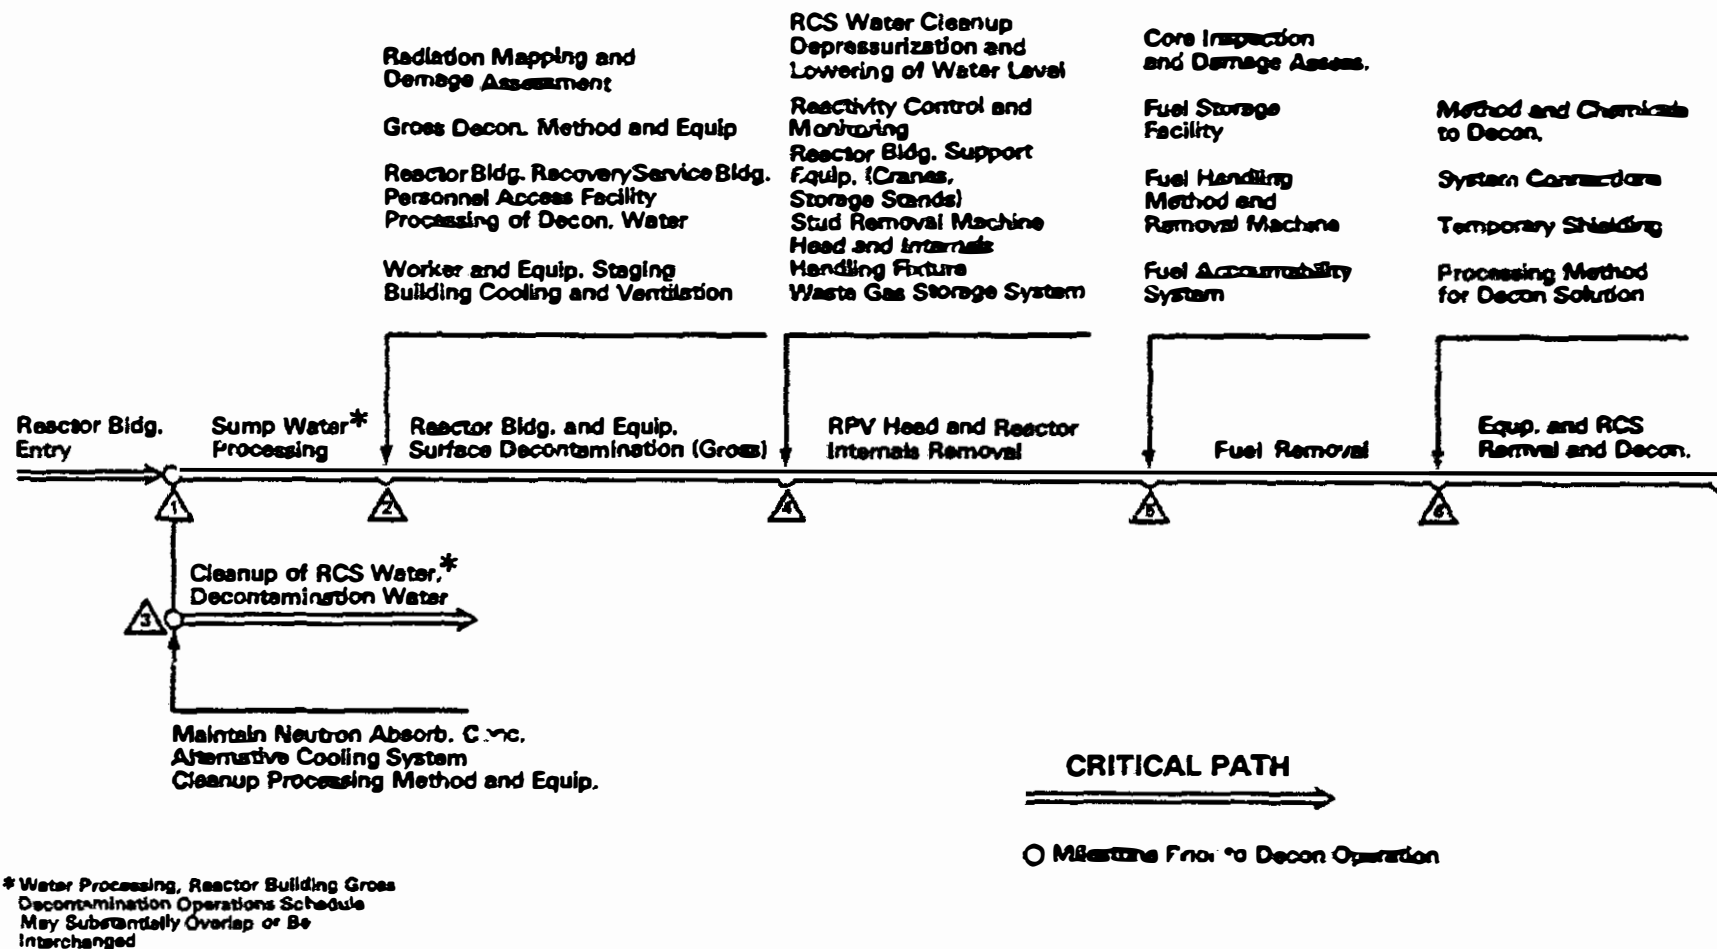 Radiation Mapping and
Damage Assessment
Gross Decon. Method and Equip
Reactor Bldg. Recovery Service Bldg.
Personnel Access Facility
Processing of Decon. Water
Worker and Equip. Staging
Building Cooling and Ventilation
RCS Water Cleanup
Depressurization and
Lowering of Water Level
Reactivity Control and
Monitoring
Reactor Bldg. Support
Equip. (Cranes,
Storage Stands)
Stud Removal Machine
Head and Internals
Handling Fixture
Waste Gas Storage System
Core Inspection
and Damage Assess.
Fuel Storage
Facility
Fuel Handling
Method and
Removal Machine
Fuel Accountability
System
Method and Chemicals
to Decon.
System Connections
Temporary Shielding
Processing Method
for Decon Solution
Reactor Bldg.
Entry
Sump Water*
Processing
Reactor Bldg. and Equip.
Surface Decontamination (Gross)
RPV Head and Reactor
Internals Removal
Fuel Removal
Equp. and RCS
Remval and Decon.
1
2
4
5
6
Cleanup of RCS Water,*
Decontamination Water
3
Maintain Neutron Absorb.
Alternative Cooling System
Cleanup Processing Method and Equip.
CRITICAL PATH
Milestone Prior to Decon Operation
* Water Processing, Reactor Building Gross
Decontamination Operations Schedule
May Substantially Overlap or Be
Interchanged